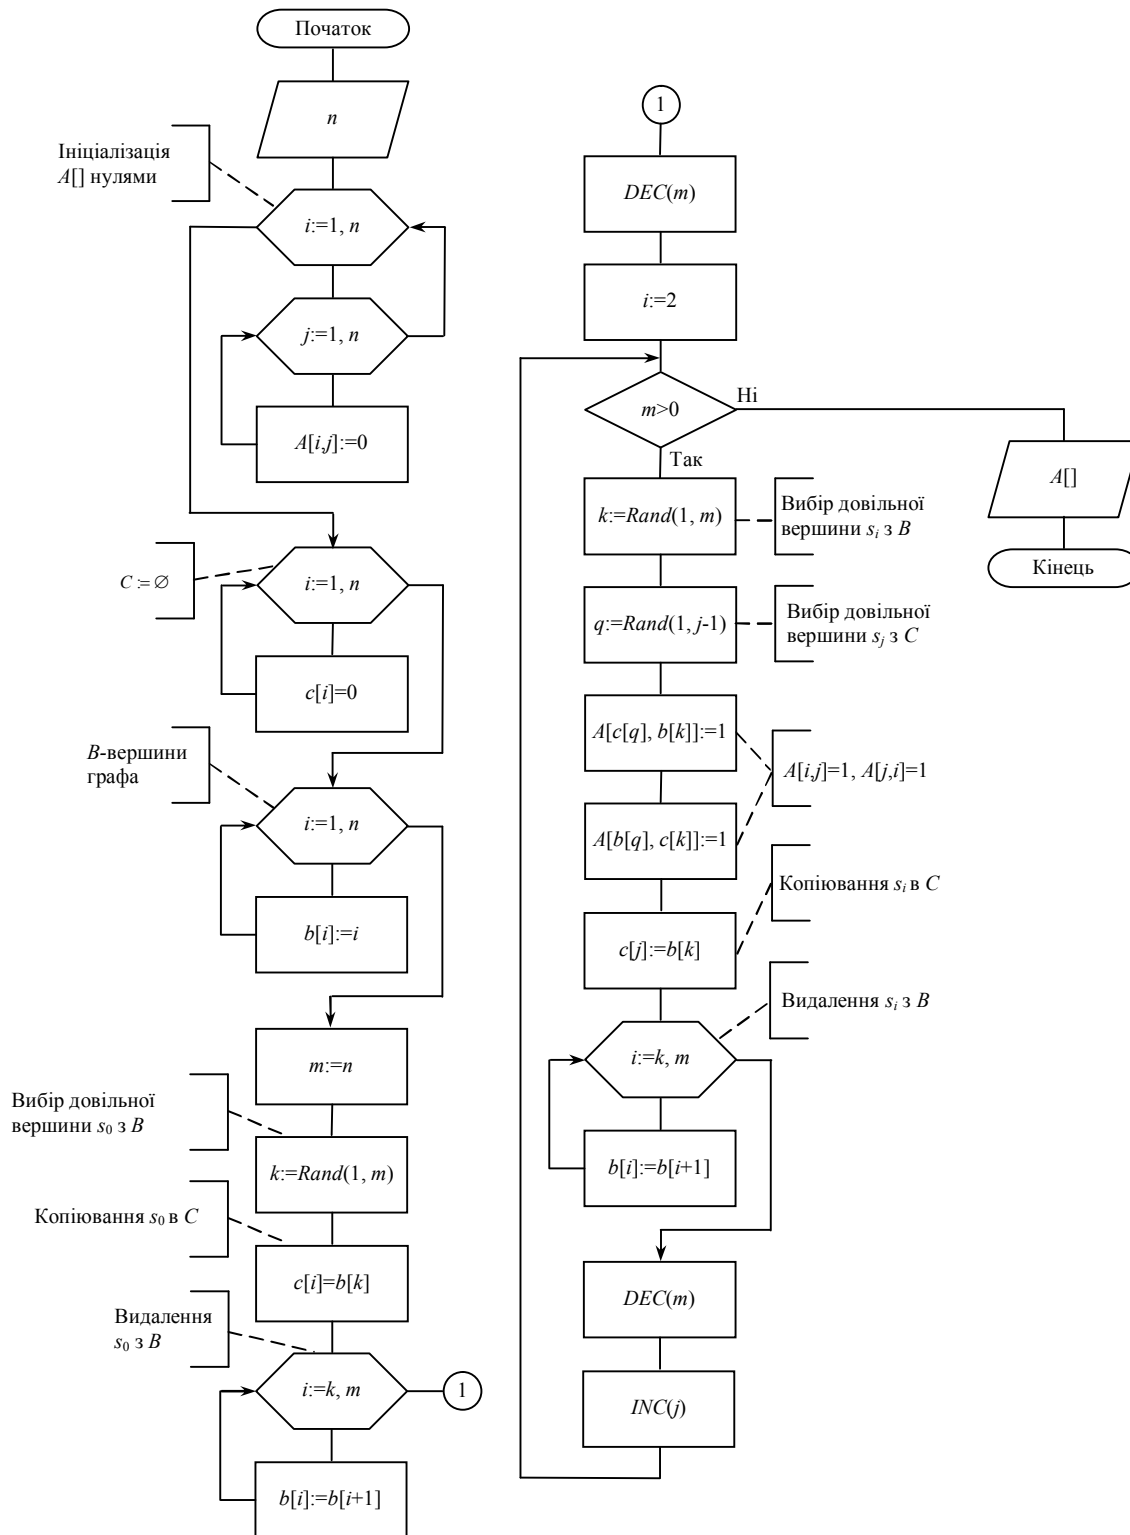 Початок
n
Ініціалізація
A[] нулями
i:=1, n
j:=1, n
A[i,j]:=0
C := ∅
i:=1, n
c[i]=0
B-вершини
графа
i:=1, n
b[i]:=i
m:=n
Вибір довільної
вершини s0 з B
k:=Rand(1, m)
Копіювання s0 в C
c[i]=b[k]
Видалення
s0 з B
i:=k, m
1
b[i]:=b[i+1]
1
DEC(m)
i:=2
m>0
Ні
Так
A[]
Кінець
k:=Rand(1, m)
Вибір довільної
вершини si з B
q:=Rand(1, j-1)
Вибір довільної
вершини sj з C
A[c[q], b[k]]:=1
A[i,j]=1, A[j,i]=1
A[b[q], c[k]]:=1
Копіювання si в C
c[j]:=b[k]
Видалення si з B
i:=k, m
b[i]:=b[i+1]
DEC(m)
INC(j)